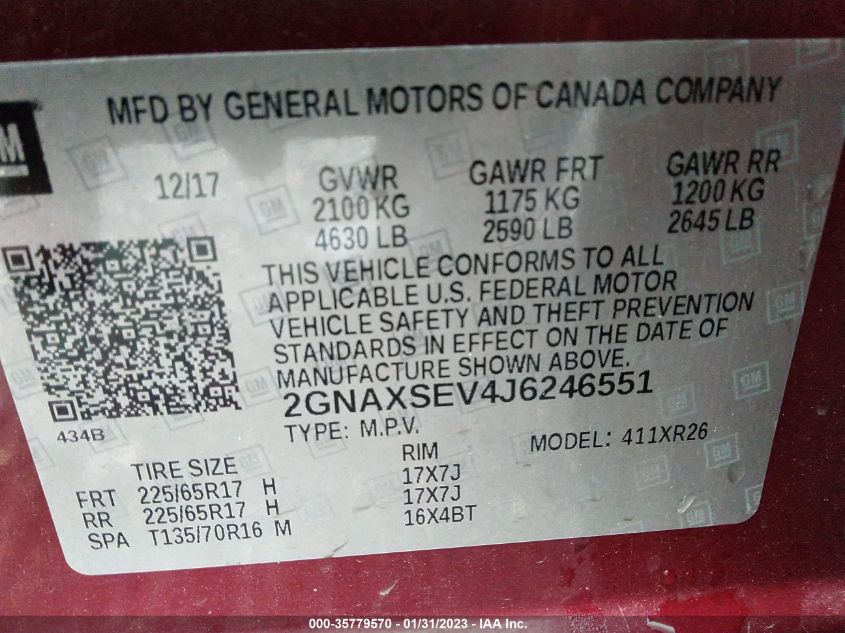 MFD BY GENERAL MOTORS OF CANADA COMPANY
GM
12/17 GVWR GAWR FRT GAWR RR
2100 KG 1175 KG 1200 KG
4630 LB 2590 LB 2645 LB
THIS VEHICLE CONFORMS TO ALL
APPLICABLE U.S. FEDERAL MOTOR
VEHICLE SAFETY AND THEFT PREVENTION
STANDARDS IN EFFECT ON THE DATE OF
MANUFACTURE SHOWN ABOVE.
2GNAXSEV4J6246551
434B
TYPE: M.P.V. MODEL: 411XR26
TIRE SIZE RIM
FRT 225/65R17 H 17X7J
RR 225/65R17 H 17X7J
SPA T135/70R16 M 16X4BT
000-35779570 - 01/31/2023 - IAA Inc.